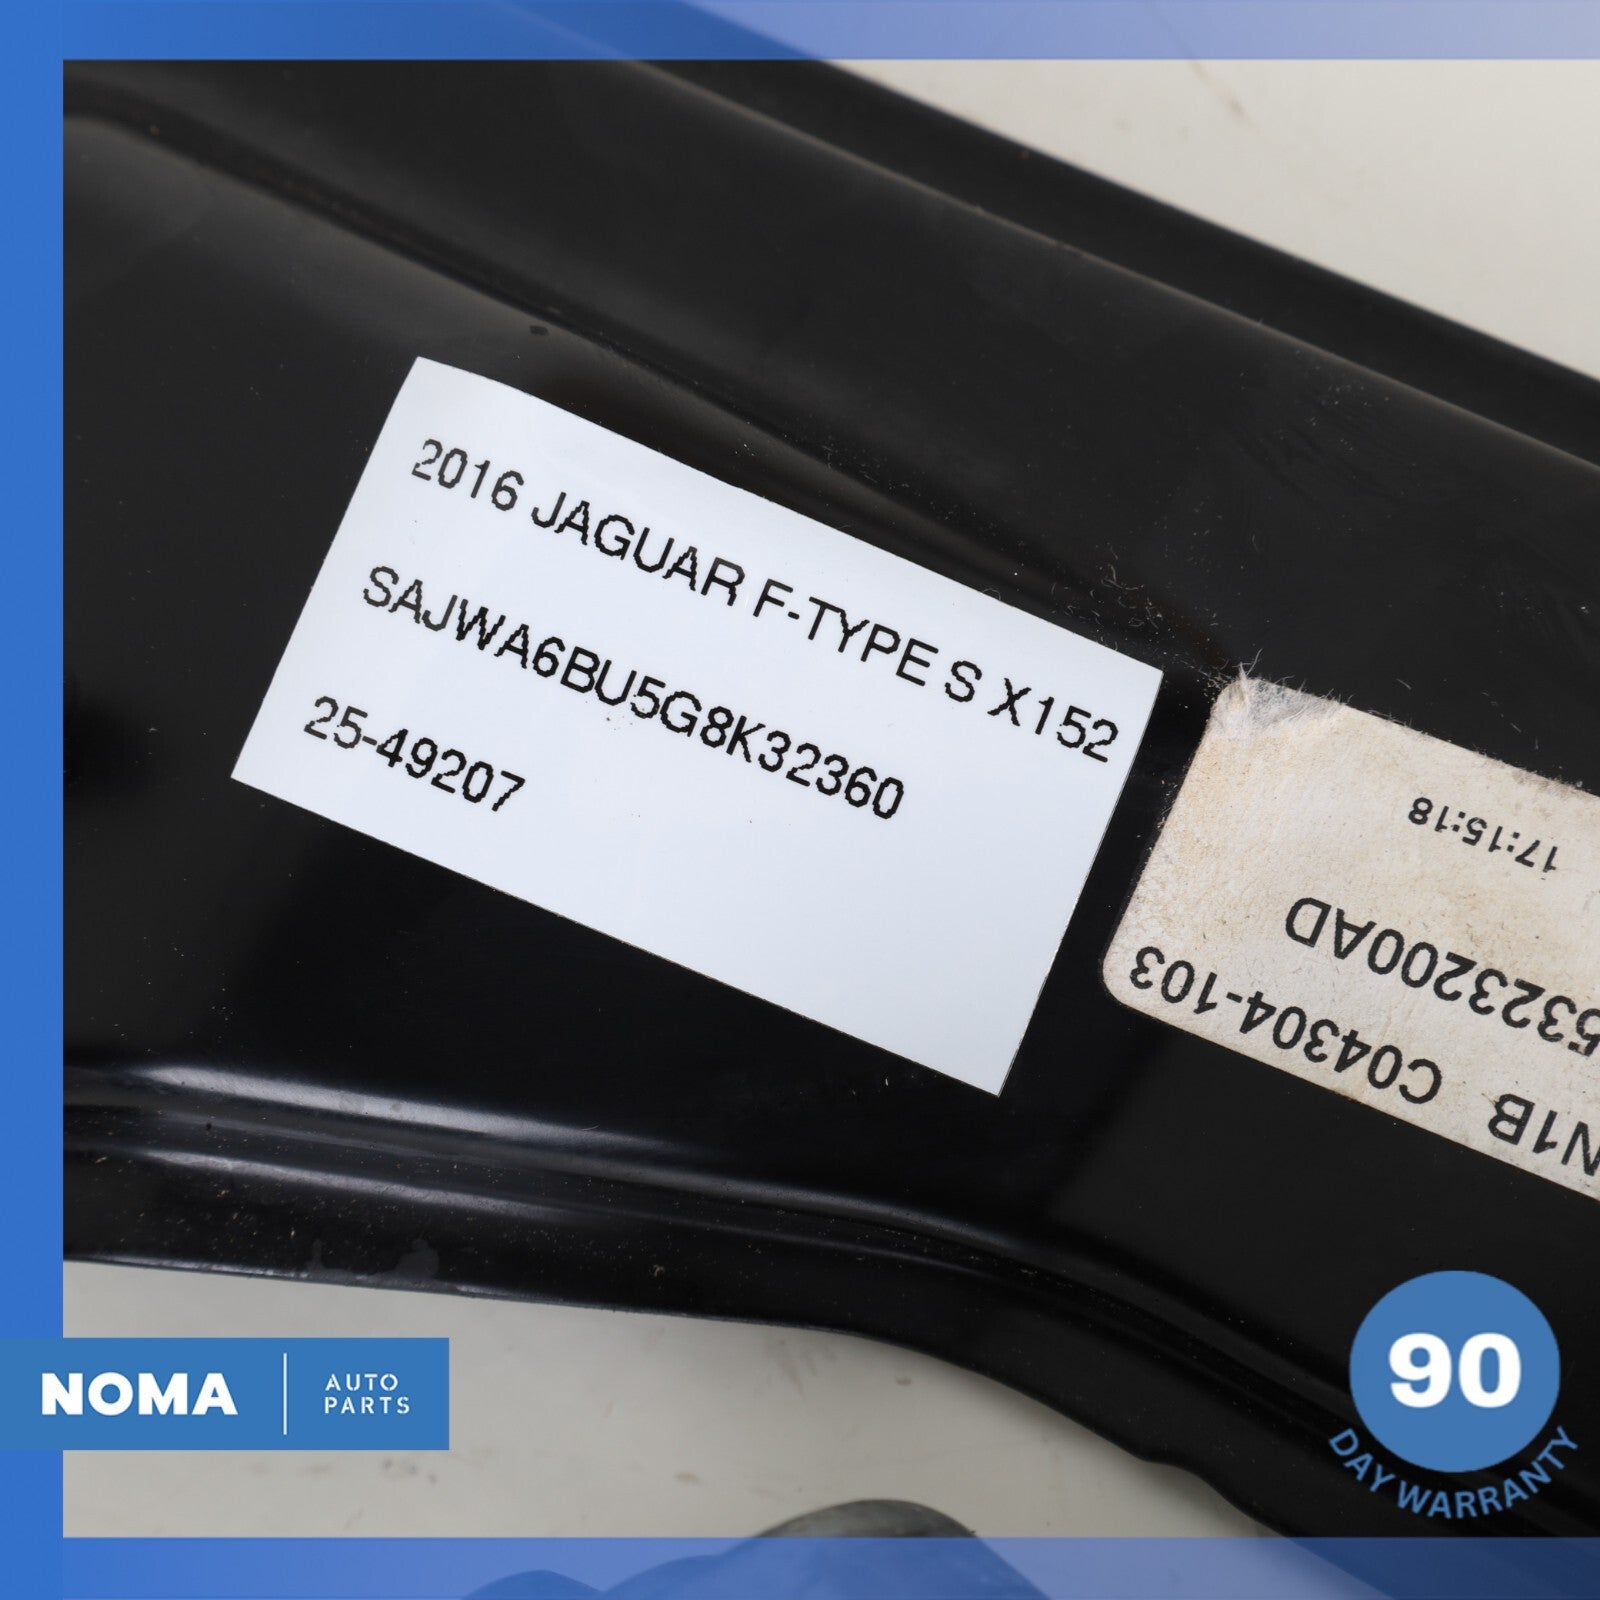 2016 JAGUAR F-TYPE S X152
SAJWA6BU5G8K32360
25-49207
N1B C04304-103
5323200AD
17:15:18
NOMA
AUTO
PARTS
90
DAY WARRANTY